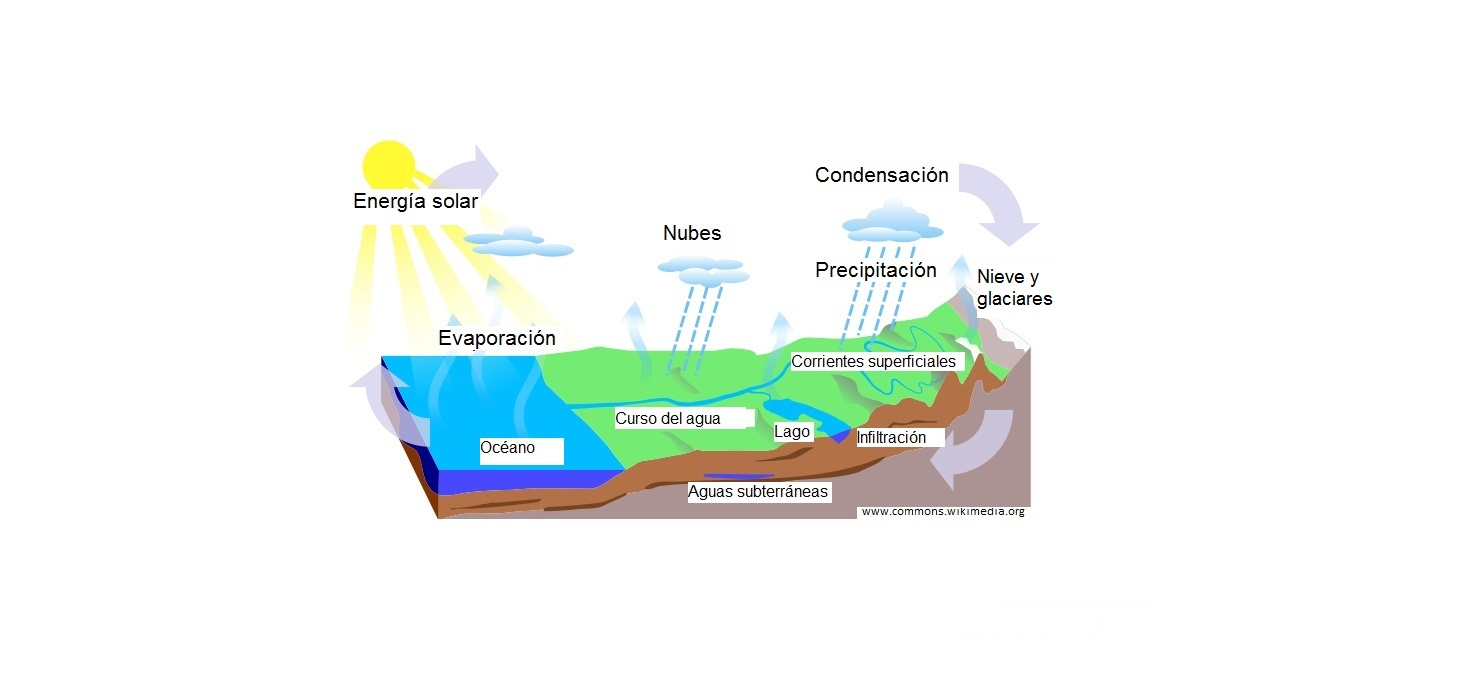 Condensación
Energía solar
Nubes
Precipitación
Nieve y
glaciares
Evaporación
Corrientes superficiales
Curso del agua
Lago
Infiltración
Océano
Aguas subterráneas
www.commons.wikimedia.org